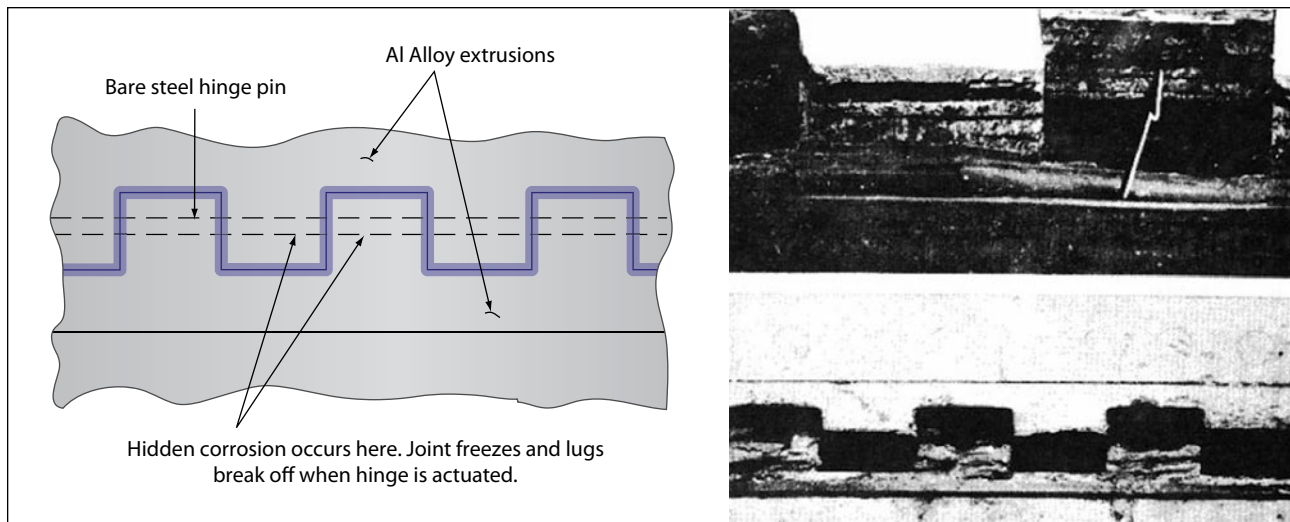 Al Alloy extrusions
Bare steel hinge pin
Hidden corrosion occurs here. Joint freezes and lugs
break off when hinge is actuated.